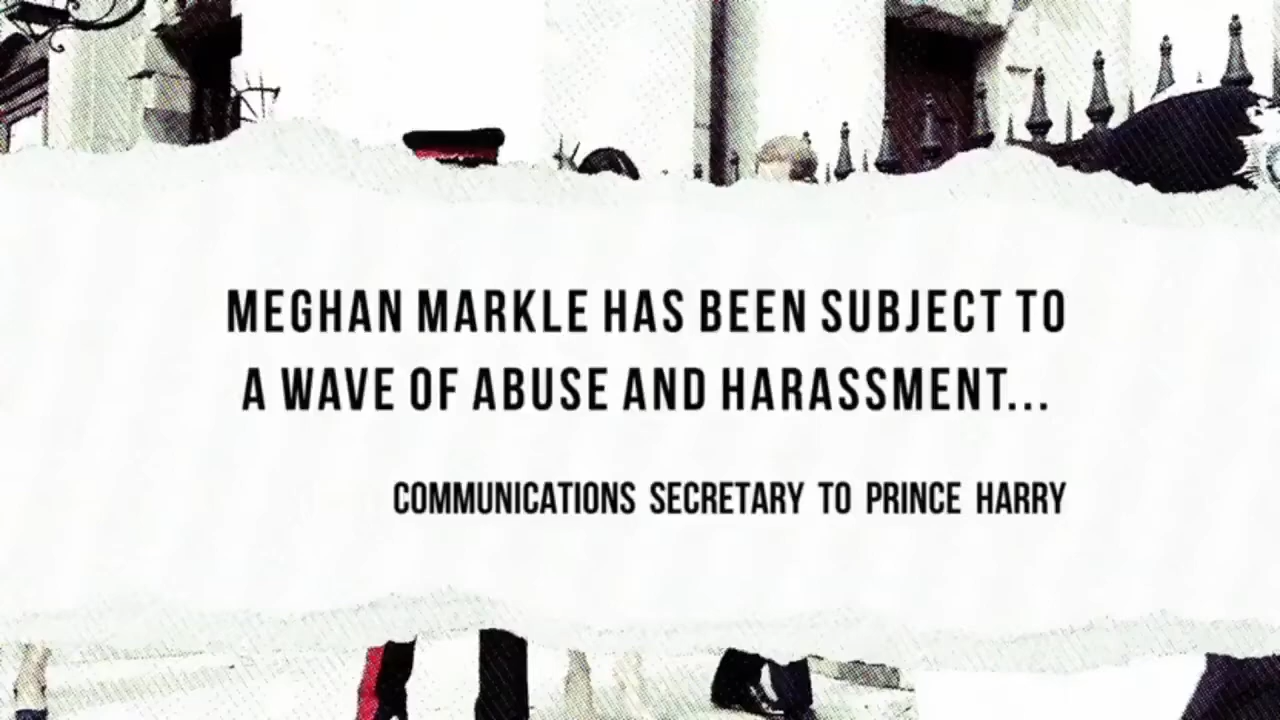 MEGHAN MARKLE HAS BEEN SUBJECT TO
A WAVE OF ABUSE AND HARASSMENT...
COMMUNICATIONS SECRETARY TO PRINCE HARRY